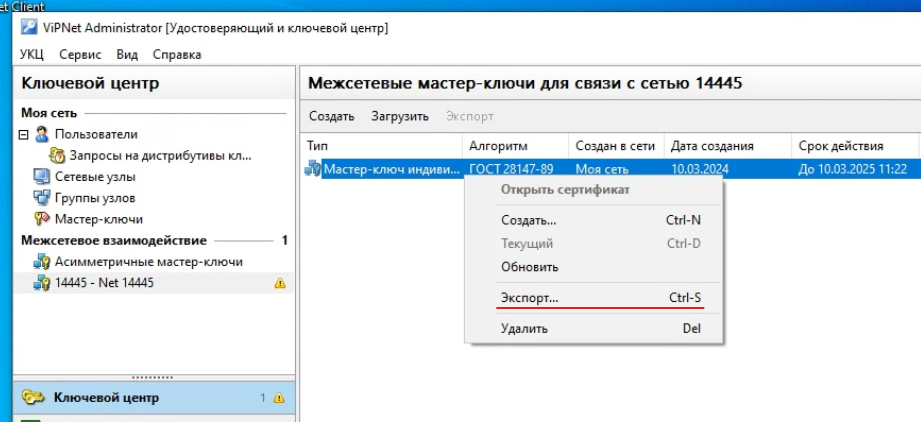 et Client
ViPNet Administrator [Удостоверяющий и ключевой центр]
УКЦ Сервис Вид Справка
Ключевой центр
Моя сеть
Пользователи
Запросы на дистрибутивы кл...
Сетевые узлы
Группы узлов
Мастер-ключи
Межсетевое взаимодействие 1
Асимметричные мастер-ключи
14445 - Net 14445
Ключевой центр 1
Межсетевые мастер-ключи для связи с сетью 14445
Создать Загрузить Экспорт
Тип Алгоритм Создан в сети Дата создания Срок действия
Мастер-ключ индиви... ГОСТ 28147-89 Моя сеть 10.03.2024 До 10.03.2025 11:22
Открыть сертификат
Создать... Ctrl-N
Текущий Ctrl-D
Обновить
Экспорт... Ctrl-S
Удалить Del